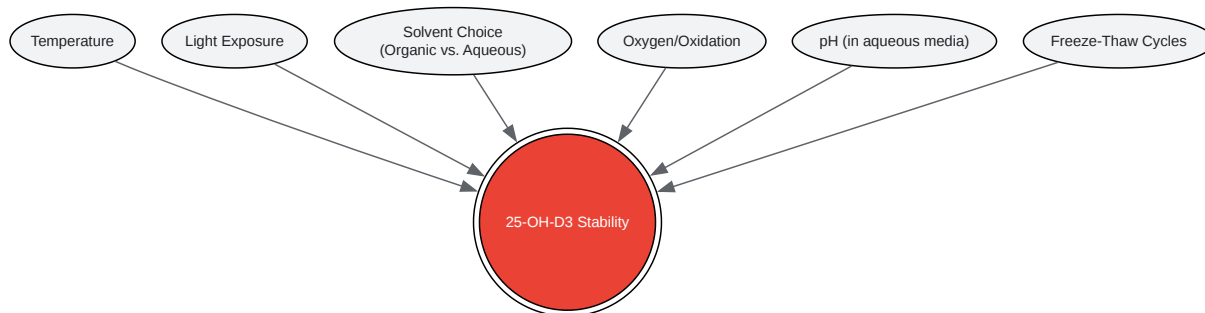 Temperature
Light Exposure
Solvent Choice
(Organic vs. Aqueous)
Oxygen/Oxidation
pH (in aqueous media)
Freeze-Thaw Cycles
25-OH-D3 Stability